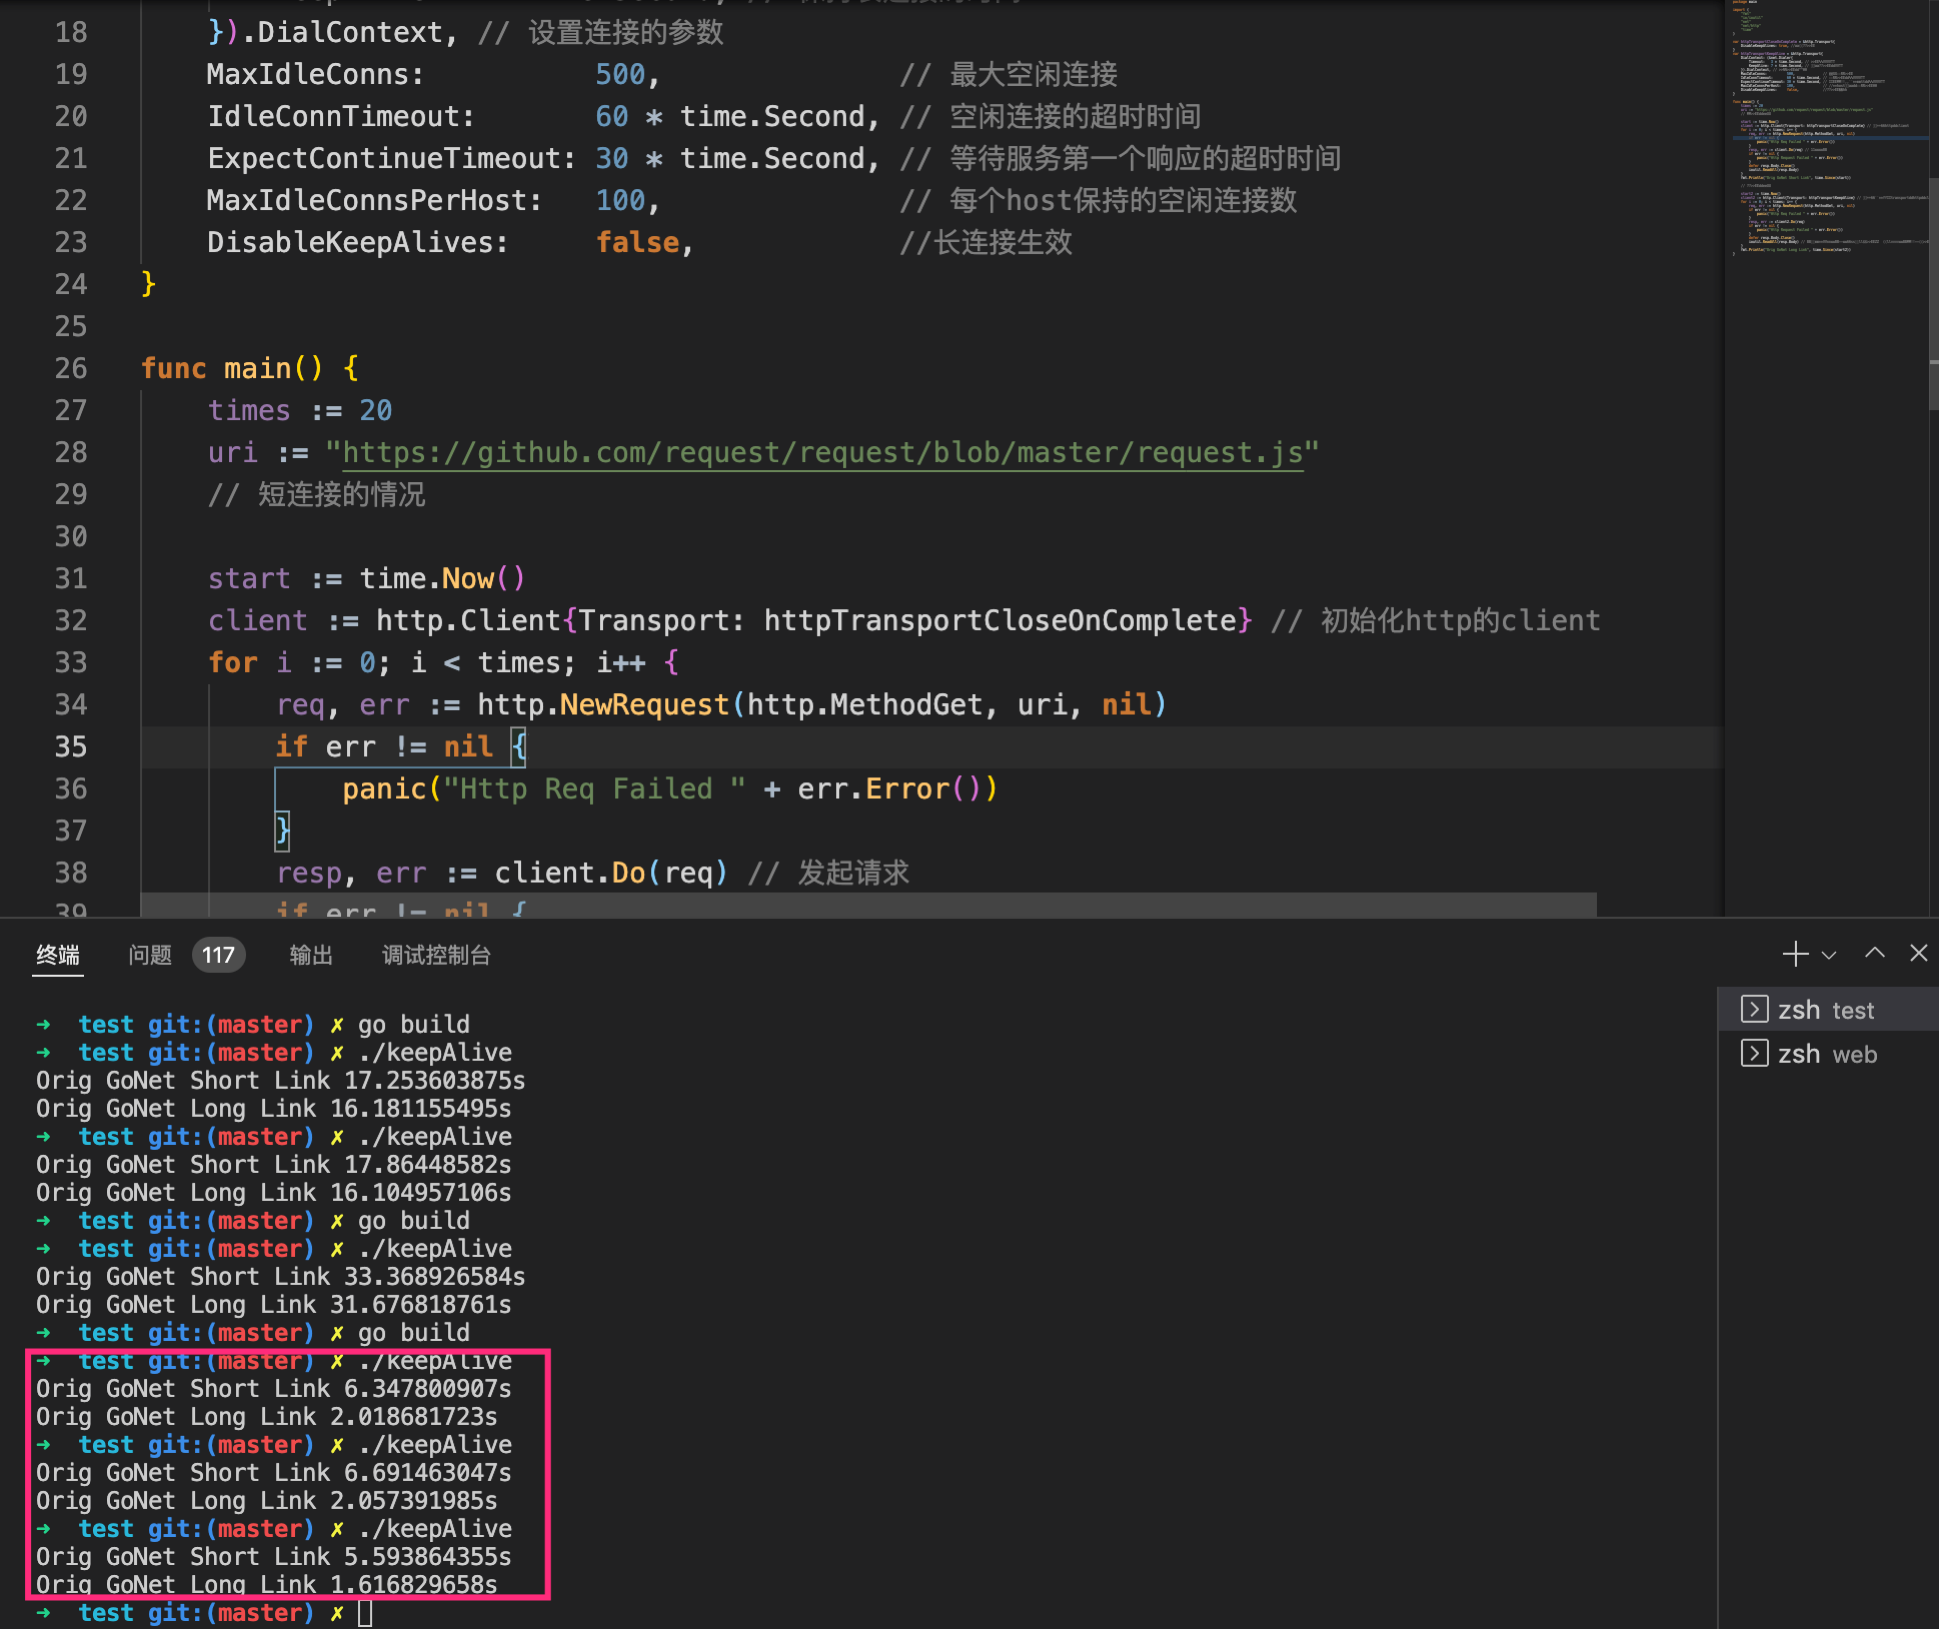 18 }).DialContext, // 设置连接的参数
19 MaxIdleConns: 500, // 最大空闲连接
20 IdleConnTimeout: 60 * time.Second, // 空闲连接的超时时间
21 ExpectContinueTimeout: 30 * time.Second, // 等待服务第一个响应的超时时间
22 MaxIdleConnsPerHost: 100, // 每个host保持的空闲连接数
23 DisableKeepAlives: false, //长连接生效
24 }
25
26 func main() {
27 times := 20
28 uri := "https://github.com/request/request/blob/master/request.js"
29 // 短连接的情况
30
31 start := time.Now()
32 client := http.Client{Transport: httpTransportCloseOnComplete} // 初始化http的client
33 for i := 0; i < times; i++ {
34 req, err := http.NewRequest(http.MethodGet, uri, nil)
35 if err != nil {
36 panic("Http Req Failed " + err.Error())
37 }
38 resp, err := client.Do(req) // 发起请求
39 if err != nil {
终端 问题 117 输出 调试控制台
zsh test
zsh web
➜ test git:(master) ✗ go build
➜ test git:(master) ✗ ./keepAlive
Orig GoNet Short Link 17.253603875s
Orig GoNet Long Link 16.181155495s
➜ test git:(master) ✗ ./keepAlive
Orig GoNet Short Link 17.86448582s
Orig GoNet Long Link 16.104957106s
➜ test git:(master) ✗ go build
➜ test git:(master) ✗ ./keepAlive
Orig GoNet Short Link 33.368926584s
Orig GoNet Long Link 31.676818761s
➜ test git:(master) ✗ go build
➜ test git:(master) ✗ ./keepAlive
Orig GoNet Short Link 6.347800907s
Orig GoNet Long Link 2.018681723s
➜ test git:(master) ✗ ./keepAlive
Orig GoNet Short Link 6.691463047s
Orig GoNet Long Link 2.057391985s
➜ test git:(master) ✗ ./keepAlive
Orig GoNet Short Link 5.593864355s
Orig GoNet Long Link 1.616829658s
➜ test git:(master) ✗